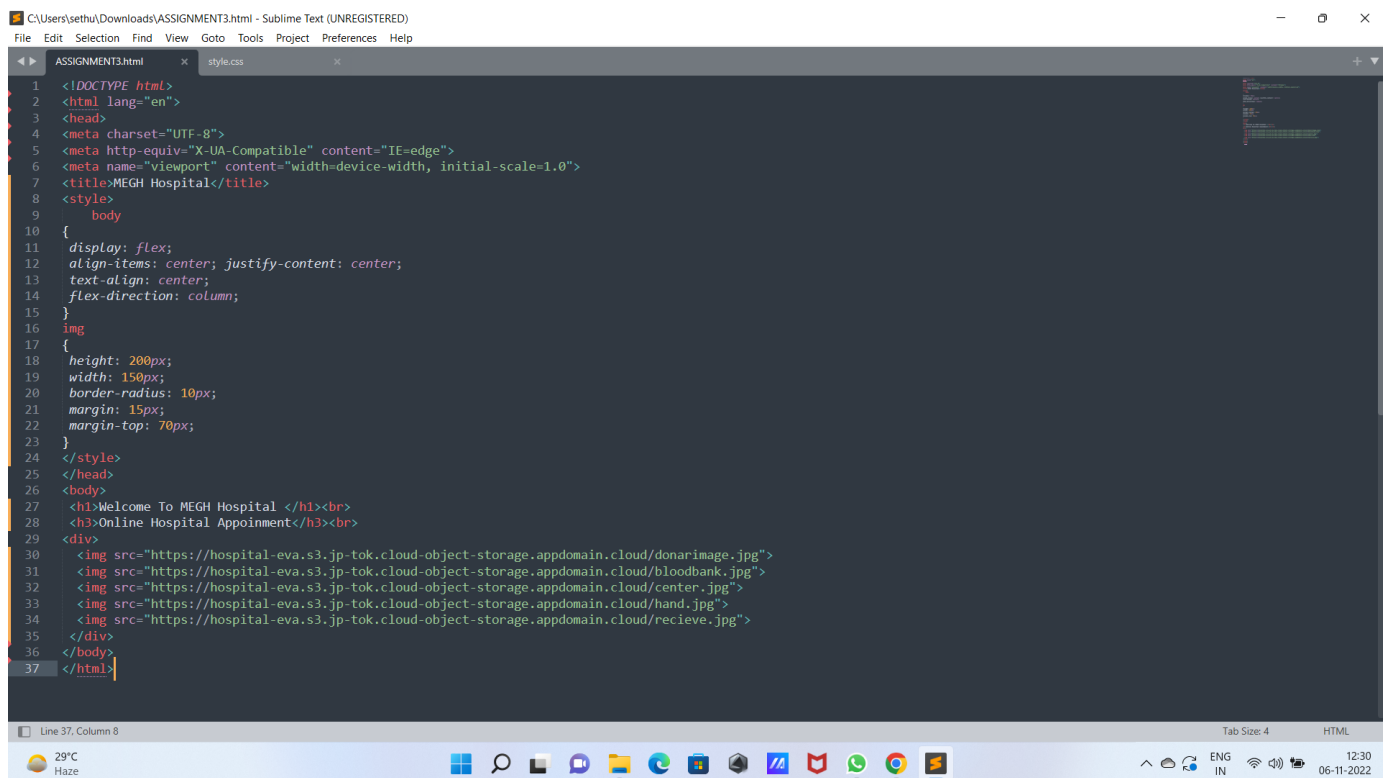 C:\Users\sethu\Downloads\ASSIGNMENT3.html - Sublime Text (UNREGISTERED)
File Edit Selection Find View Goto Tools Project Preferences Help
ASSIGNMENT3.html style.css
1 <!DOCTYPE html>
2 <html lang="en">
3 <head>
4 <meta charset="UTF-8">
5 <meta http-equiv="X-UA-Compatible" content="IE=edge">
6 <meta name="viewport" content="width=device-width, initial-scale=1.0">
7 <title>MEGH Hospital</title>
8 <style>
9 body
10 {
11 display: flex;
12 align-items: center; justify-content: center;
13 text-align: center;
14 flex-direction: column;
15 }
16 img
17 {
18 height: 200px;
19 width: 150px;
20 border-radius: 10px;
21 margin: 15px;
22 margin-top: 70px;
23 }
24 </style>
25 </head>
26 <body>
27 <h1>Welcome To MEGH Hospital </h1><br>
28 <h3>Online Hospital Appoinment</h3><br>
29 <div>
30 <img src="https://hospital-eva.s3.jp-tok.cloud-object-storage.appdomain.cloud/donarimage.jpg">
31 <img src="https://hospital-eva.s3.jp-tok.cloud-object-storage.appdomain.cloud/bloodbank.jpg">
32 <img src="https://hospital-eva.s3.jp-tok.cloud-object-storage.appdomain.cloud/center.jpg">
33 <img src="https://hospital-eva.s3.jp-tok.cloud-object-storage.appdomain.cloud/hand.jpg">
34 <img src="https://hospital-eva.s3.jp-tok.cloud-object-storage.appdomain.cloud/recieve.jpg">
35 </div>
36 </body>
37 </html>
Line 37, Column 8 Tab Size: 4 HTML
29°C ENG 12:30
Haze IN 06-11-2022